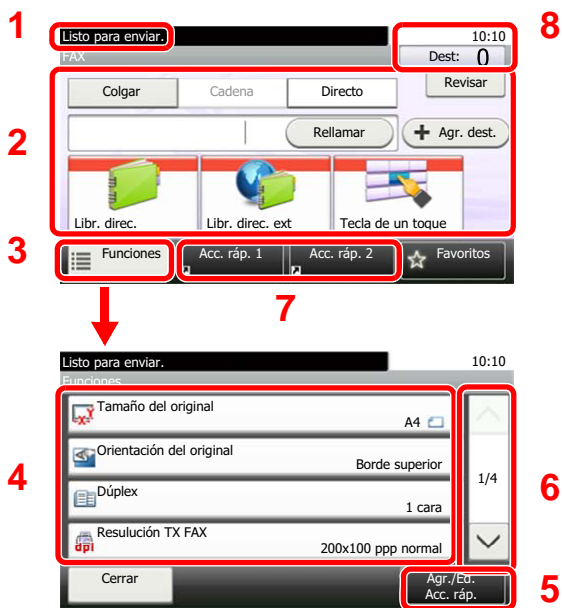 1
Listo para enviar.
10:10
8
FAX
Dest: 0
Colgar
Cadena
Directo
Revisar
2
Rellamar
Agr. dest.
Libr. direc.
Libr. direc. ext
Tecla de un toque
3
Funciones
Acc. ráp. 1
Acc. ráp. 2
Favoritos
7
Listo para enviar.
10:10
Funciones
Tamaño del original
A4
4
Orientación del original
Borde superior
1/4
6
Dúplex
1 cara
Resulución TX FAX
dpi
200x100 ppp normal
Cerrar
Agr./Ed.
Acc. ráp.
5